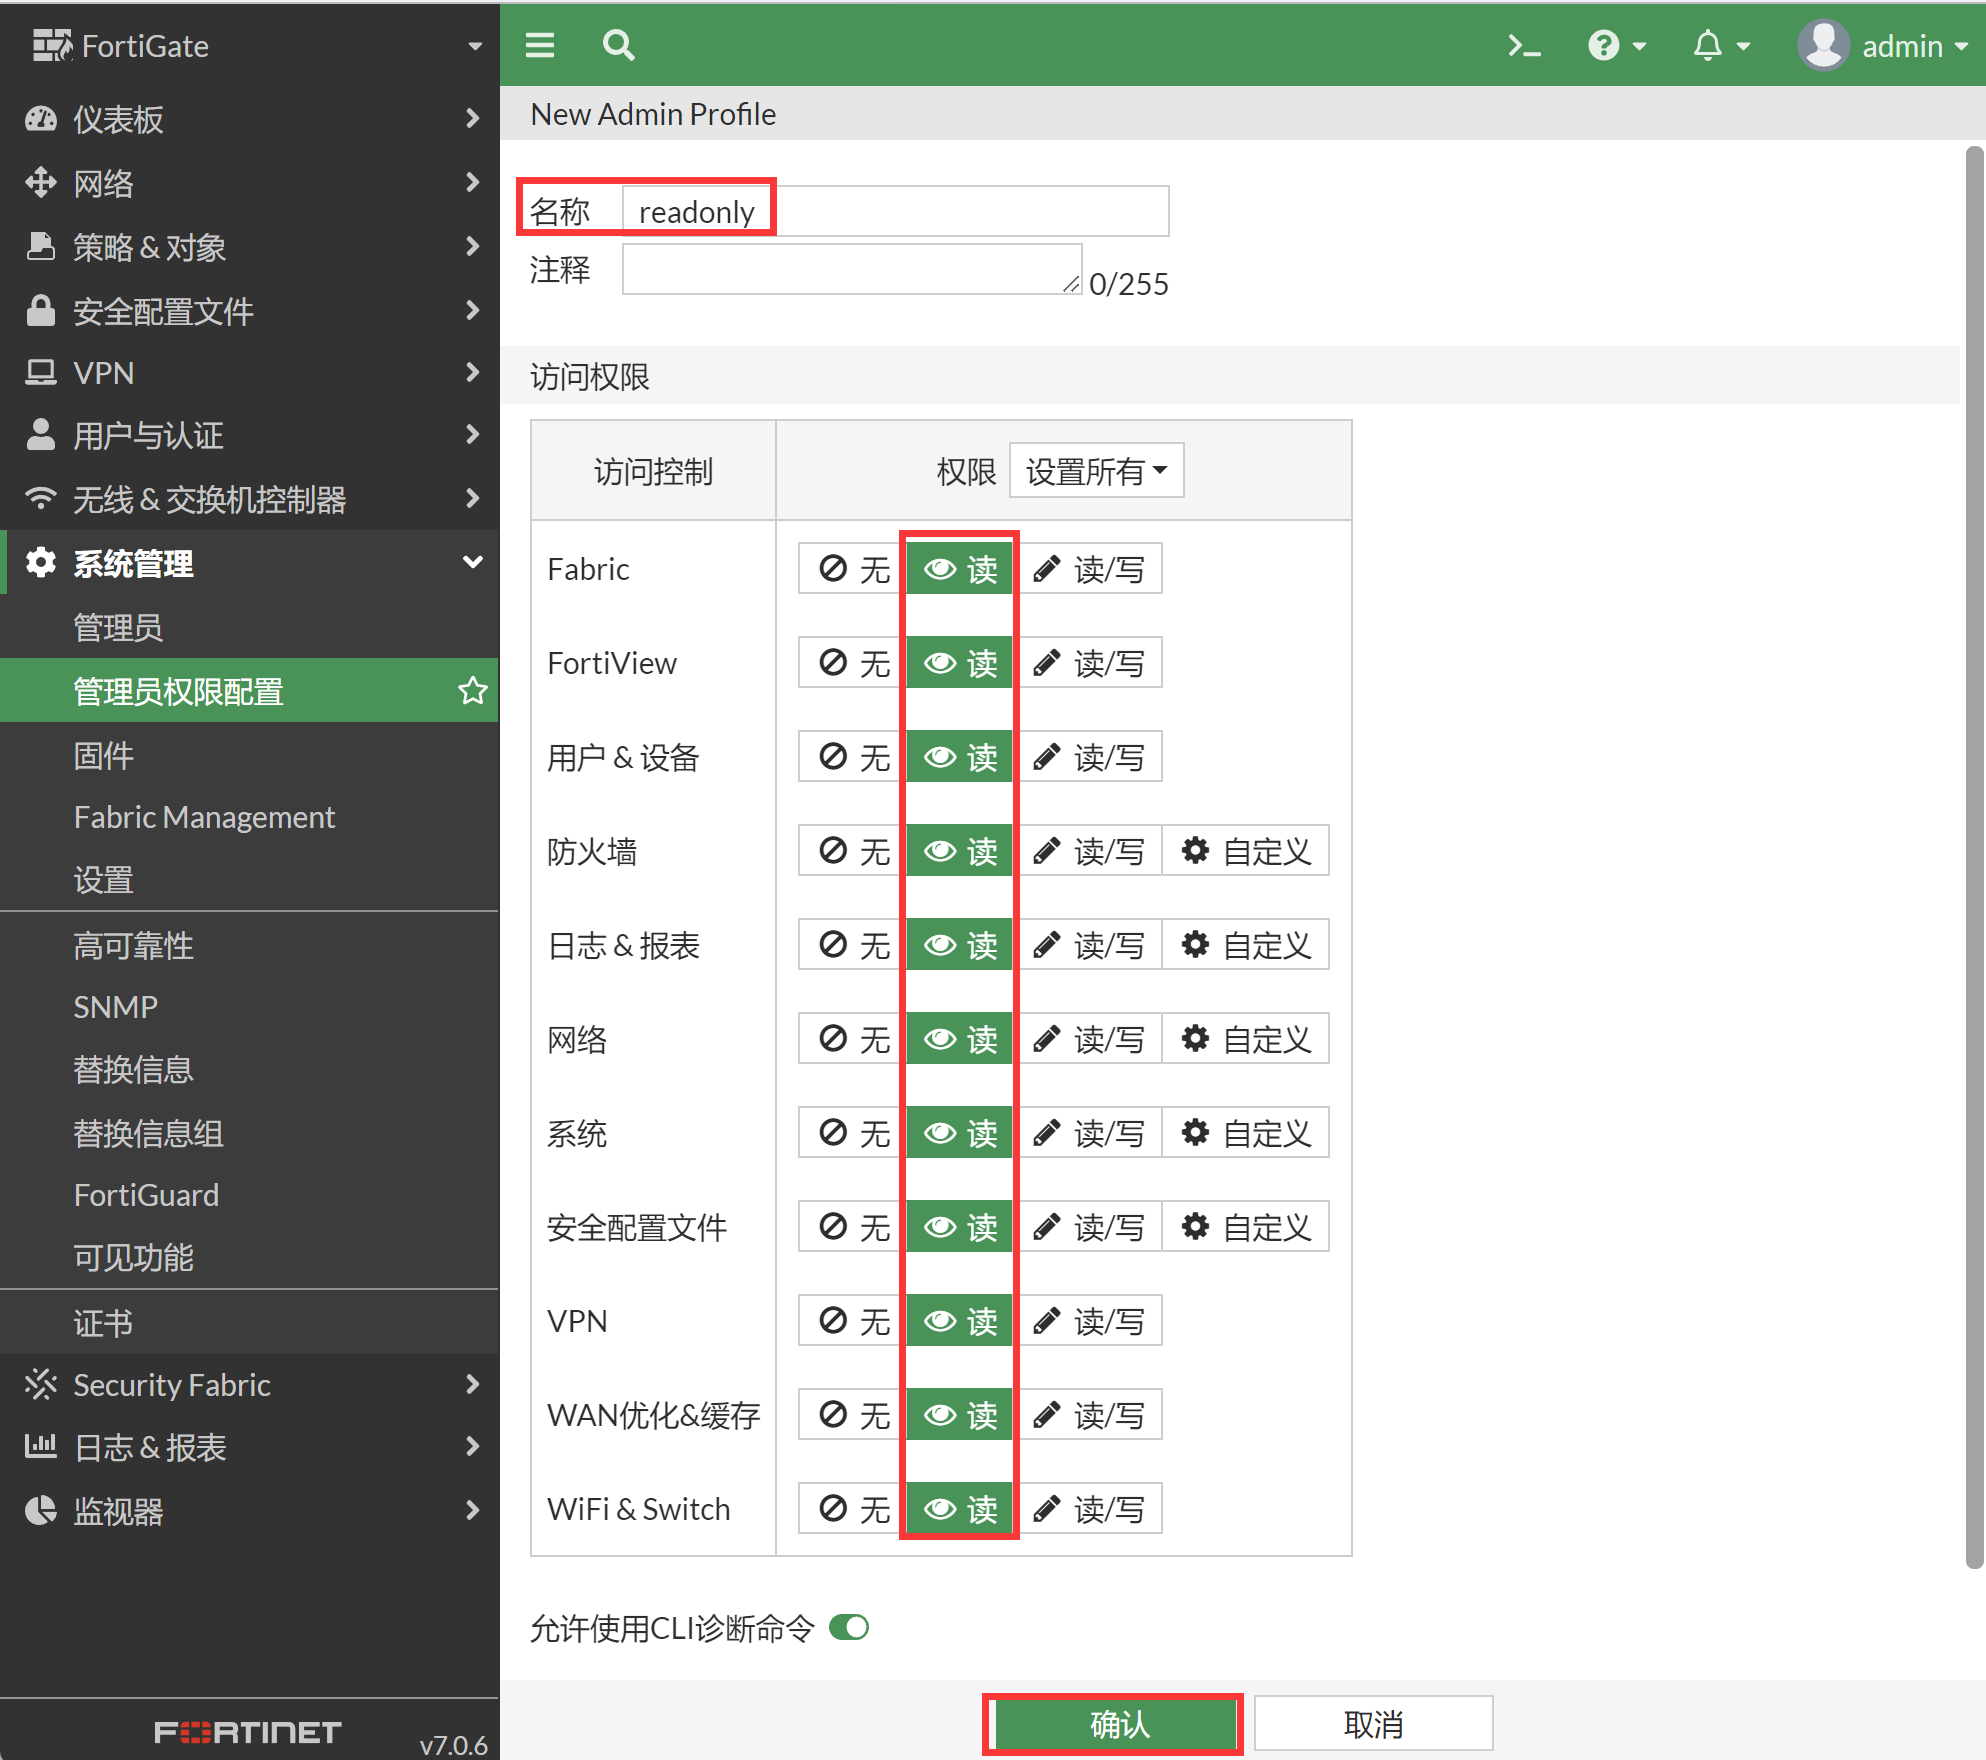 FortiGate
admin
仪表板
网络
策略 & 对象
安全配置文件
VPN
用户与认证
无线 & 交换机控制器
系统管理
管理员
管理员权限配置
固件
Fabric Management
设置
高可靠性
SNMP
替换信息
替换信息组
FortiGuard
可见功能
证书
Security Fabric
日志 & 报表
监视器
FORTINET
v7.0.6
New Admin Profile
名称 readonly
注释 0/255
访问权限
访问控制 权限 设置所有
Fabric 无 读 读/写
FortiView 无 读 读/写
用户 & 设备 无 读 读/写
防火墙 无 读 读/写 自定义
日志 & 报表 无 读 读/写 自定义
网络 无 读 读/写 自定义
系统 无 读 读/写 自定义
安全配置文件 无 读 读/写 自定义
VPN 无 读 读/写
WAN优化&缓存 无 读 读/写
WiFi & Switch 无 读 读/写
允许使用CLI诊断命令
确认 取消